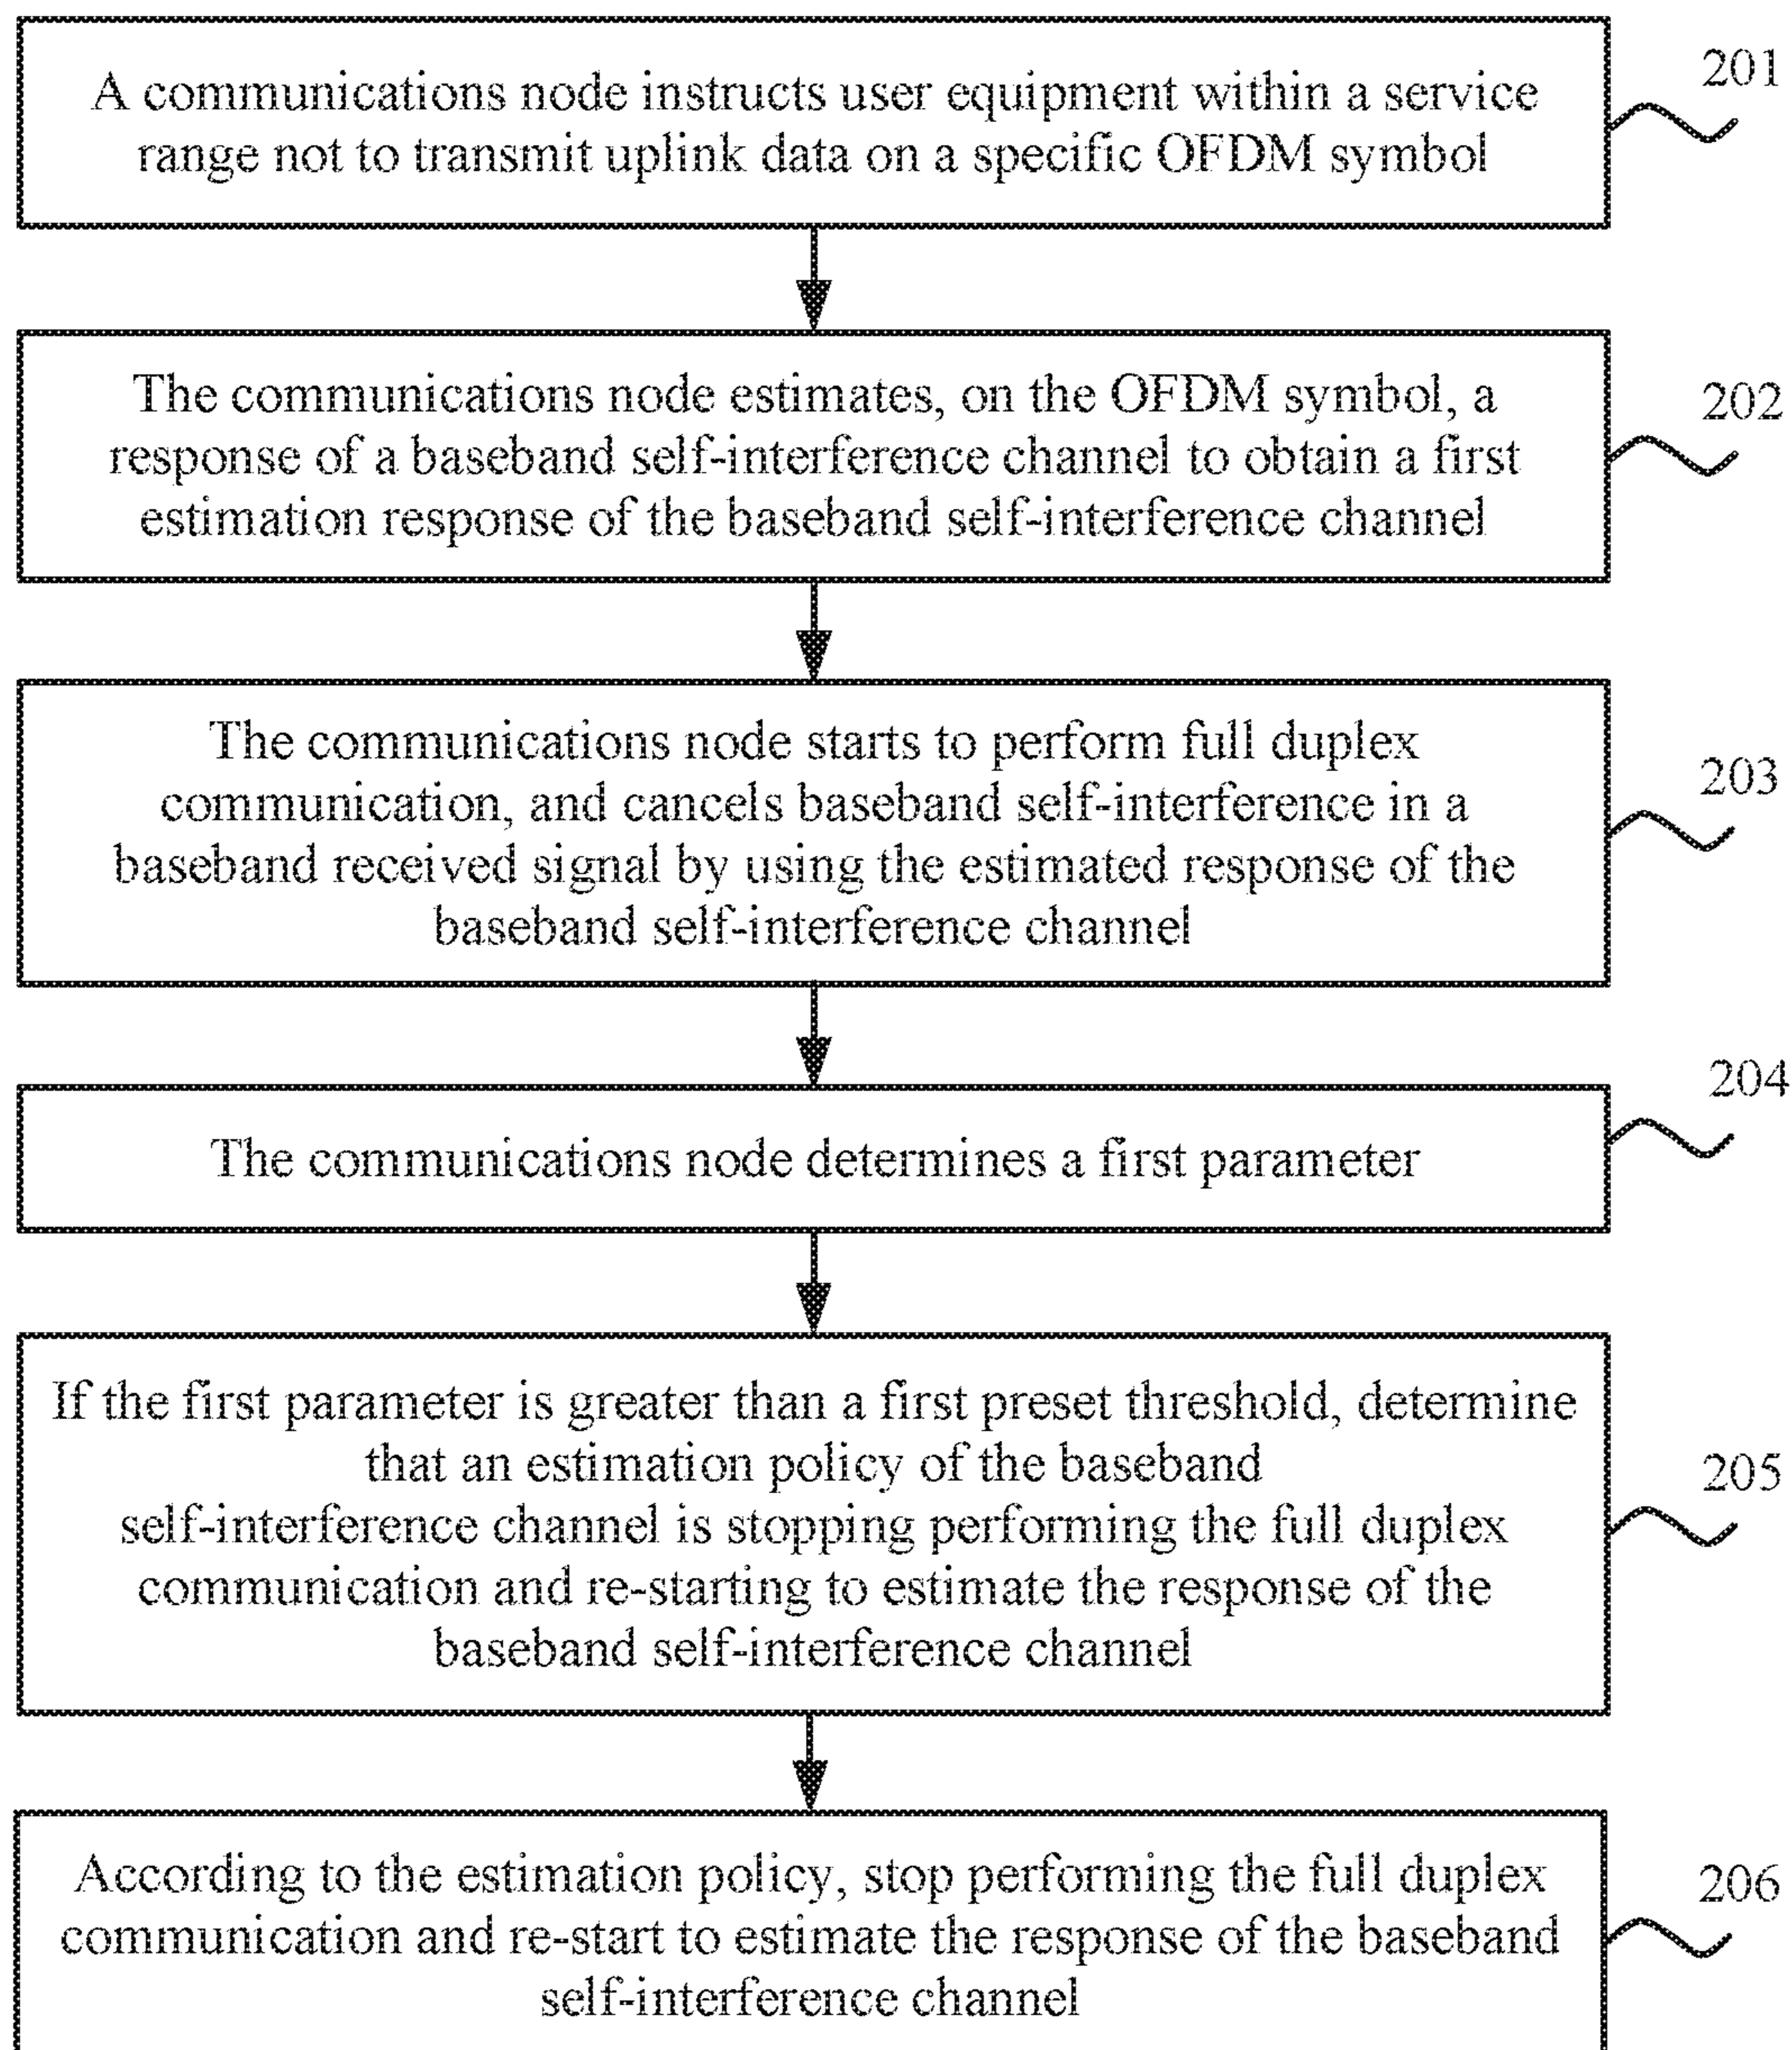 A communications node instructs user equipment within a service
range not to transmit uplink data on a specific OFDM symbol
201
The communications node estimates, on the OFDM symbol, a
response of a baseband self-interference channel to obtain a first
estimation response of the baseband self-interference channel
202
The communications node starts to perform full duplex
communication, and cancels baseband self-interference in a
baseband received signal by using the estimated response of the
baseband self-interference channel
203
The communications node determines a first parameter
204
If the first parameter is greater than a first preset threshold, determine
that an estimation policy of the baseband
self-interference channel is stopping performing the full duplex
communication and re-starting to estimate the response of the
baseband self-interference channel
205
According to the estimation policy, stop performing the full duplex
communication and re-start to estimate the response of the baseband
self-interference channel
206